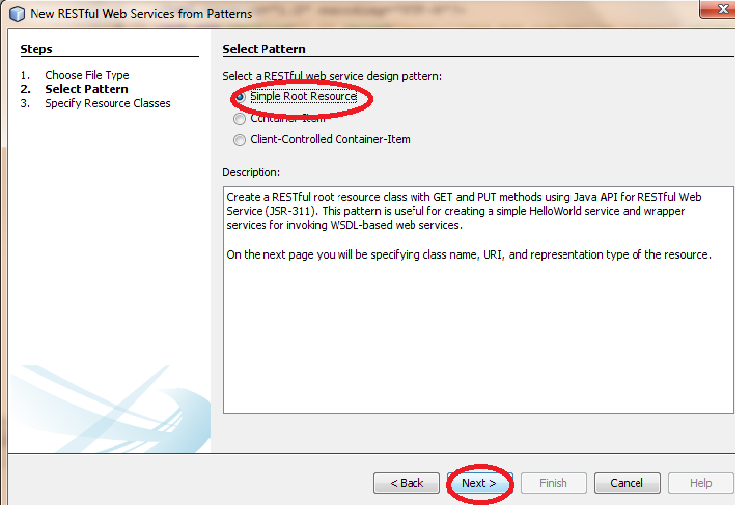 New RESTful Web Services from Patterns
Steps
1. Choose File Type
2. Select Pattern
3. Specify Resource Classes
Select Pattern
Select a RESTful web service design pattern:
Simple Root Resource
Container-Item
Client-Controlled Container-Item
Description:
Create a RESTful root resource class with GET and PUT methods using Java API for RESTful Web
Service (JSR-311). This pattern is useful for creating a simple HelloWorld service and wrapper
services for invoking WSDL-based web services.
On the next page you will be specifying class name, URI, and representation type of the resource.
< Back
Next >
Finish
Cancel
Help